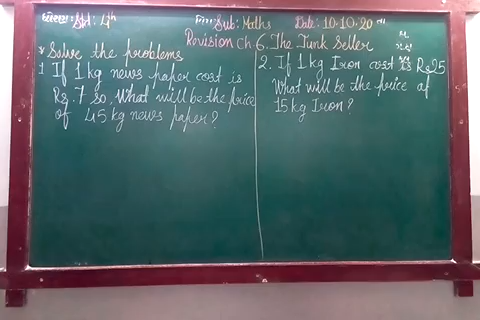 Std: 4th Sub: Maths Date: 10.10.20
Revision Ch 6. The Junk Seller
* Solve the problems
1 If 1 kg news paper cost is
Rs. 7 so, What will be the price
of 45 kg news paper?
2. If 1 kg Iron cost is Rs 25
What will be the price of
15 kg Iron?